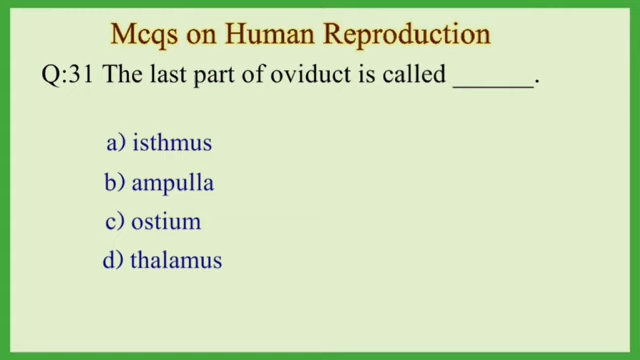 Mcqs on Human Reproduction
Q:31 The last part of oviduct is called ______.
a) isthmus
b) ampulla
c) ostium
d) thalamus